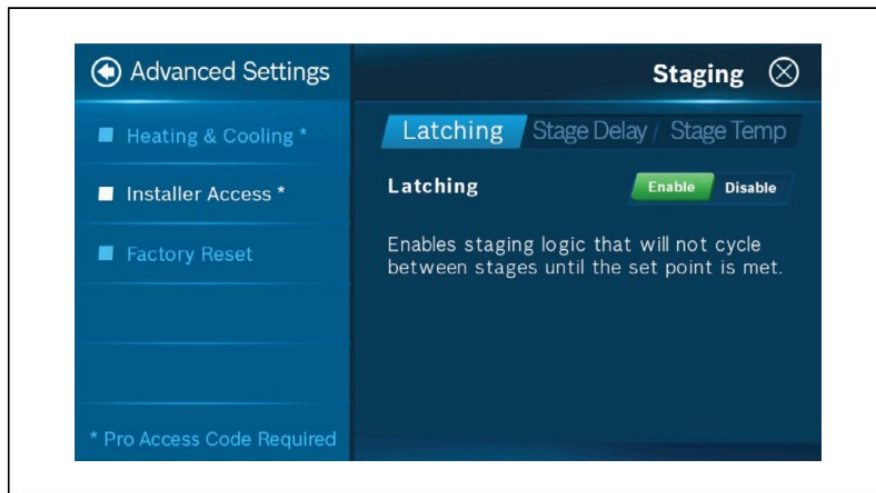 Advanced Settings
Staging
Heating & Cooling *
Installer Access *
Factory Reset
* Pro Access Code Required
Latching / Stage Delay / Stage Temp
Latching
Enable Disable
Enables staging logic that will not cycle
between stages until the set point is met.